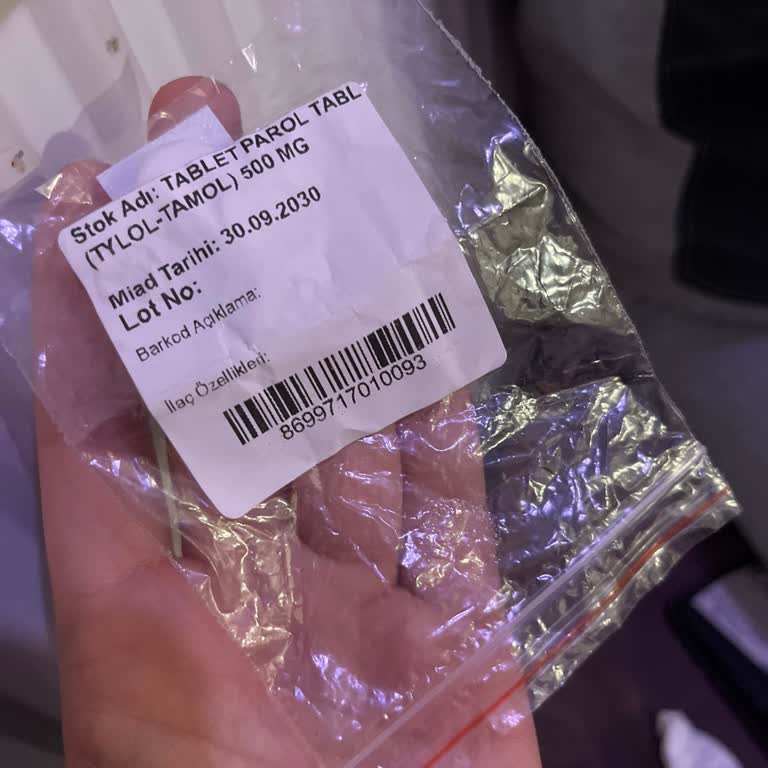 Stok Adı: TABLET PAROL TABL
(TYLOL-TAMOL) 500 MG
Miad Tarihi: 30.09.2030
Lot No:
Barkod Açıklama:
İlaç Özellikleri:
8699717010093